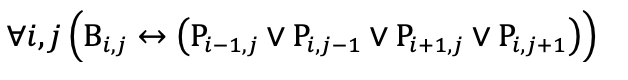 ∀i,j (B_{i,j} ↔ (P_{i−1,j} ∨ P_{i,j−1} ∨ P_{i+1,j} ∨ P_{i,j+1}))